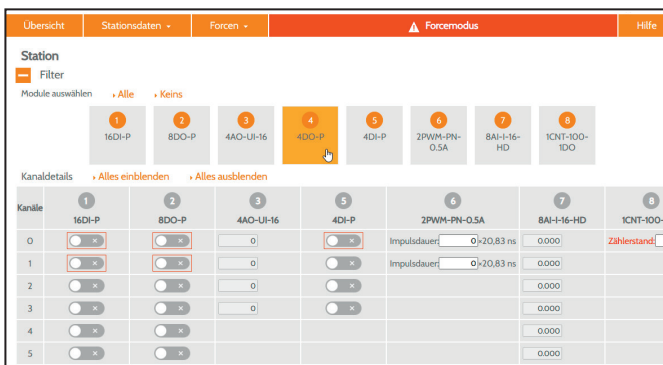 Übersicht Stationsdaten Forcen Forcemodus Hilfe
Station
Filter
Module auswählen Alle Keins
1 2 3 4 5 6 7 8
16DI-P 8DO-P 4AO-UI-16 4DO-P 4DI-P 2PWM-PN-0.5A 8AI-I-16-HD 1CNT-100-1DO
Kanaldetails Alles einblenden Alles ausblenden
Kanäle 1 2 3 5 6 7 8
16DI-P 8DO-P 4AO-UI-16 4DI-P 2PWM-PN-0.5A 8AI-I-16-HD 1CNT-100-
0 0 Impulsdauer: 0 ×20,83 ns 0.000 Zählerstand:
1 0 Impulsdauer: 0 ×20,83 ns 0.000
2 0 0.000
3 0 0.000
4 0.000
5 0.000